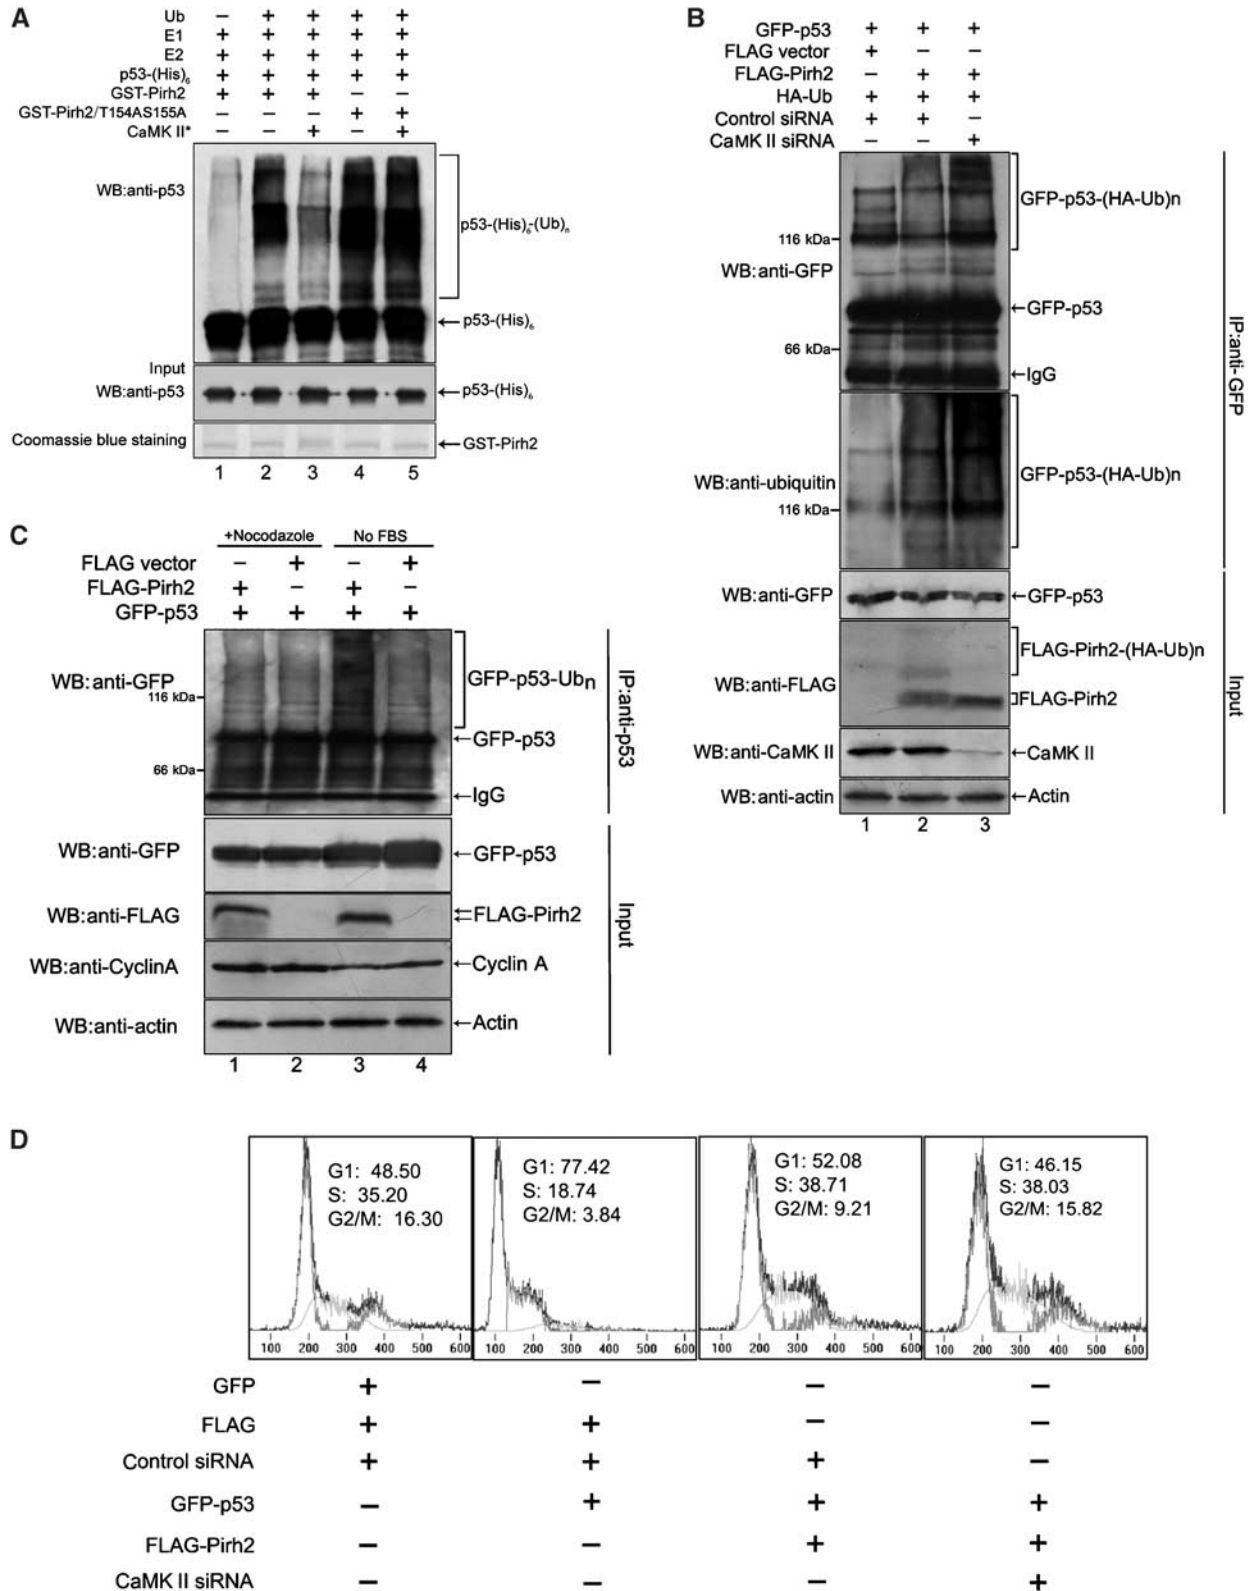 A
Ub – + + + +
E1 + + + + +
E2 + + + + +
p53-(His)6 + + + + +
GST-Pirh2 + + + – –
GST-Pirh2/T154AS155A – – – + +
CaMK II* – – + – +
WB:anti-p53
p53-(His)6-(Ub)n
←p53-(His)6
Input
WB:anti-p53
←p53-(His)6
Coomassie blue staining
←GST-Pirh2
1 2 3 4 5
B
GFP-p53 + + +
FLAG vector + – –
FLAG-Pirh2 – + +
HA-Ub + + +
Control siRNA + + –
CaMK II siRNA – – +
GFP-p53-(HA-Ub)n
116 kDa
WB:anti-GFP
←GFP-p53
66 kDa
←IgG
IP:anti-GFP
WB:anti-ubiquitin
GFP-p53-(HA-Ub)n
116 kDa
WB:anti-GFP
←GFP-p53
FLAG-Pirh2-(HA-Ub)n
WB:anti-FLAG
FLAG-Pirh2
WB:anti-CaMK II
←CaMK II
WB:anti-actin
←Actin
Input
1 2 3
C
+Nocodazole No FBS
FLAG vector – + – +
FLAG-Pirh2 + – + –
GFP-p53 + + + +
WB:anti-GFP
GFP-p53-Ubn
116 kDa
←GFP-p53
66 kDa
←IgG
IP:anti-p53
WB:anti-GFP
←GFP-p53
WB:anti-FLAG
FLAG-Pirh2
WB:anti-CyclinA
←Cyclin A
WB:anti-actin
←Actin
Input
1 2 3 4
D
G1: 48.50
S: 35.20
G2/M: 16.30
100 200 300 400 500 600
G1: 77.42
S: 18.74
G2/M: 3.84
100 200 300 400 500 600
G1: 52.08
S: 38.71
G2/M: 9.21
100 200 300 400 500 600
G1: 46.15
S: 38.03
G2/M: 15.82
100 200 300 400 500 600
GFP + – – –
FLAG + + – –
Control siRNA + + + –
GFP-p53 – + + +
FLAG-Pirh2 – – + +
CaMK II siRNA – – – +